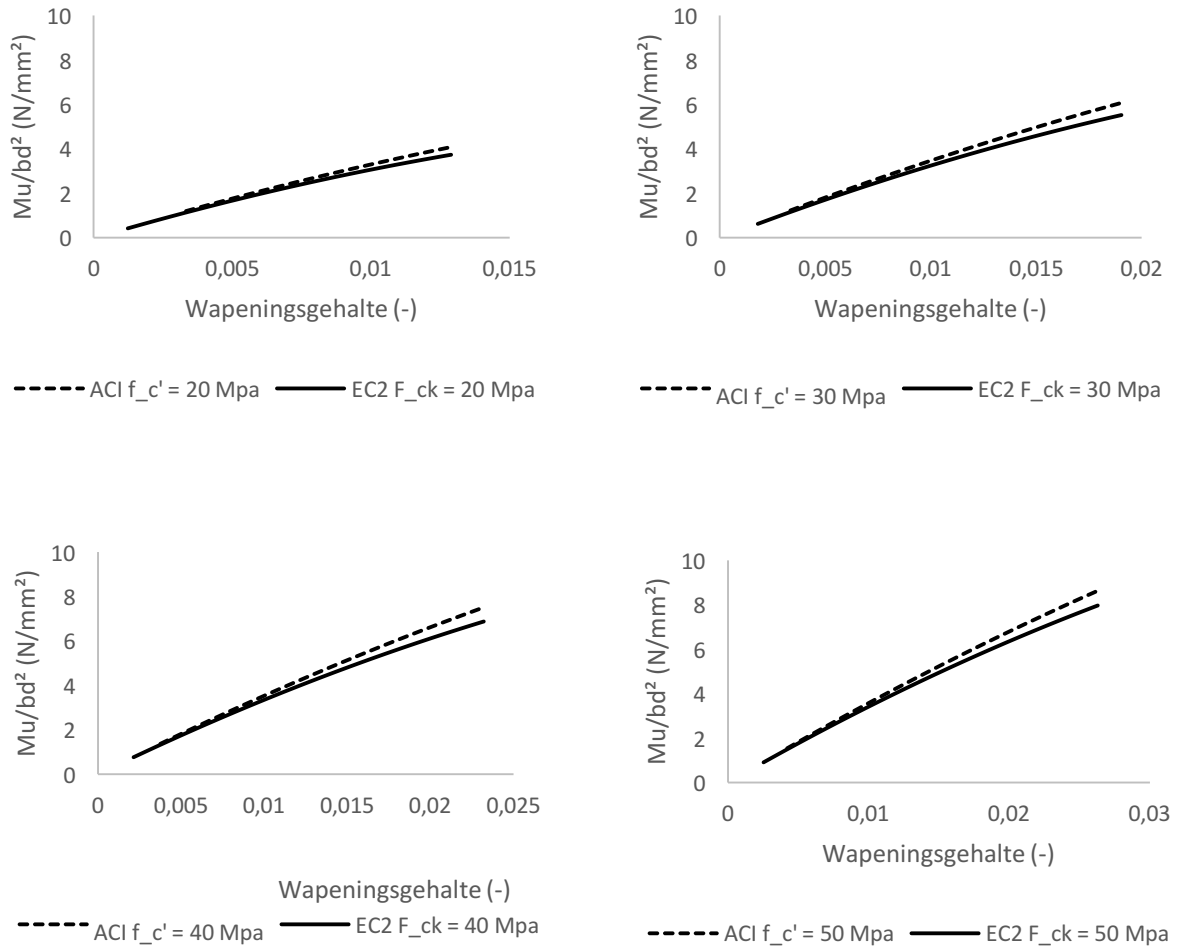 10
8
6
4
2
0
Mu/bd² (N/mm²)
0 0,005 0,01 0,015
Wapeningsgehalte (-)
ACI f_c' = 20 Mpa EC2 F_ck = 20 Mpa
10
8
6
4
2
0
Mu/bd² (N/mm²)
0 0,005 0,01 0,015 0,02
Wapeningsgehalte (-)
ACI f_c' = 30 Mpa EC2 F_ck = 30 Mpa
10
8
6
4
2
0
Mu/bd² (N/mm²)
0 0,005 0,01 0,015 0,02 0,025
Wapeningsgehalte (-)
ACI f_c' = 40 Mpa EC2 F_ck = 40 Mpa
10
8
6
4
2
0
Mu/bd² (N/mm²)
0 0,01 0,02 0,03
Wapeningsgehalte (-)
ACI f_c' = 50 Mpa EC2 F_ck = 50 Mpa